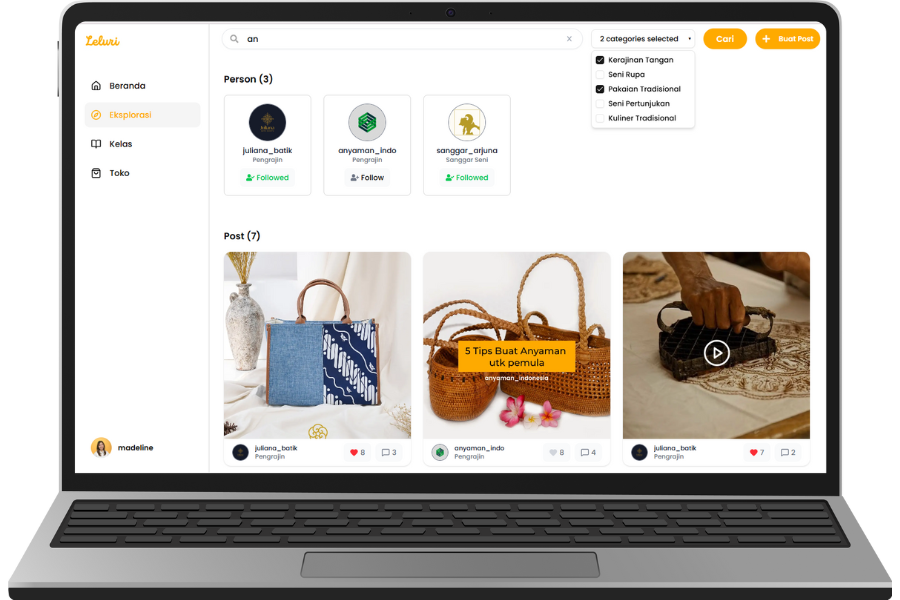 Leluri
an
2 categories selected
Cari
Buat Post
Kerajinan Tangan
Seni Rupa
Pakaian Tradisional
Seni Pertunjukan
Kuliner Tradisional
Beranda
Eksplorasi
Kelas
Toko
madeline
Person (3)
juliana_batik
Pengrajin
Followed
anyaman_indo
Pengrajin
Follow
sanggar_arjuna
Sanggar Seni
Followed
Post (7)
5 Tips Buat Anyaman
utk pemula
anyaman_indonesia
juliana_batik
Pengrajin
8
3
anyaman_indo
Pengrajin
8
4
juliana_batik
Pengrajin
7
2